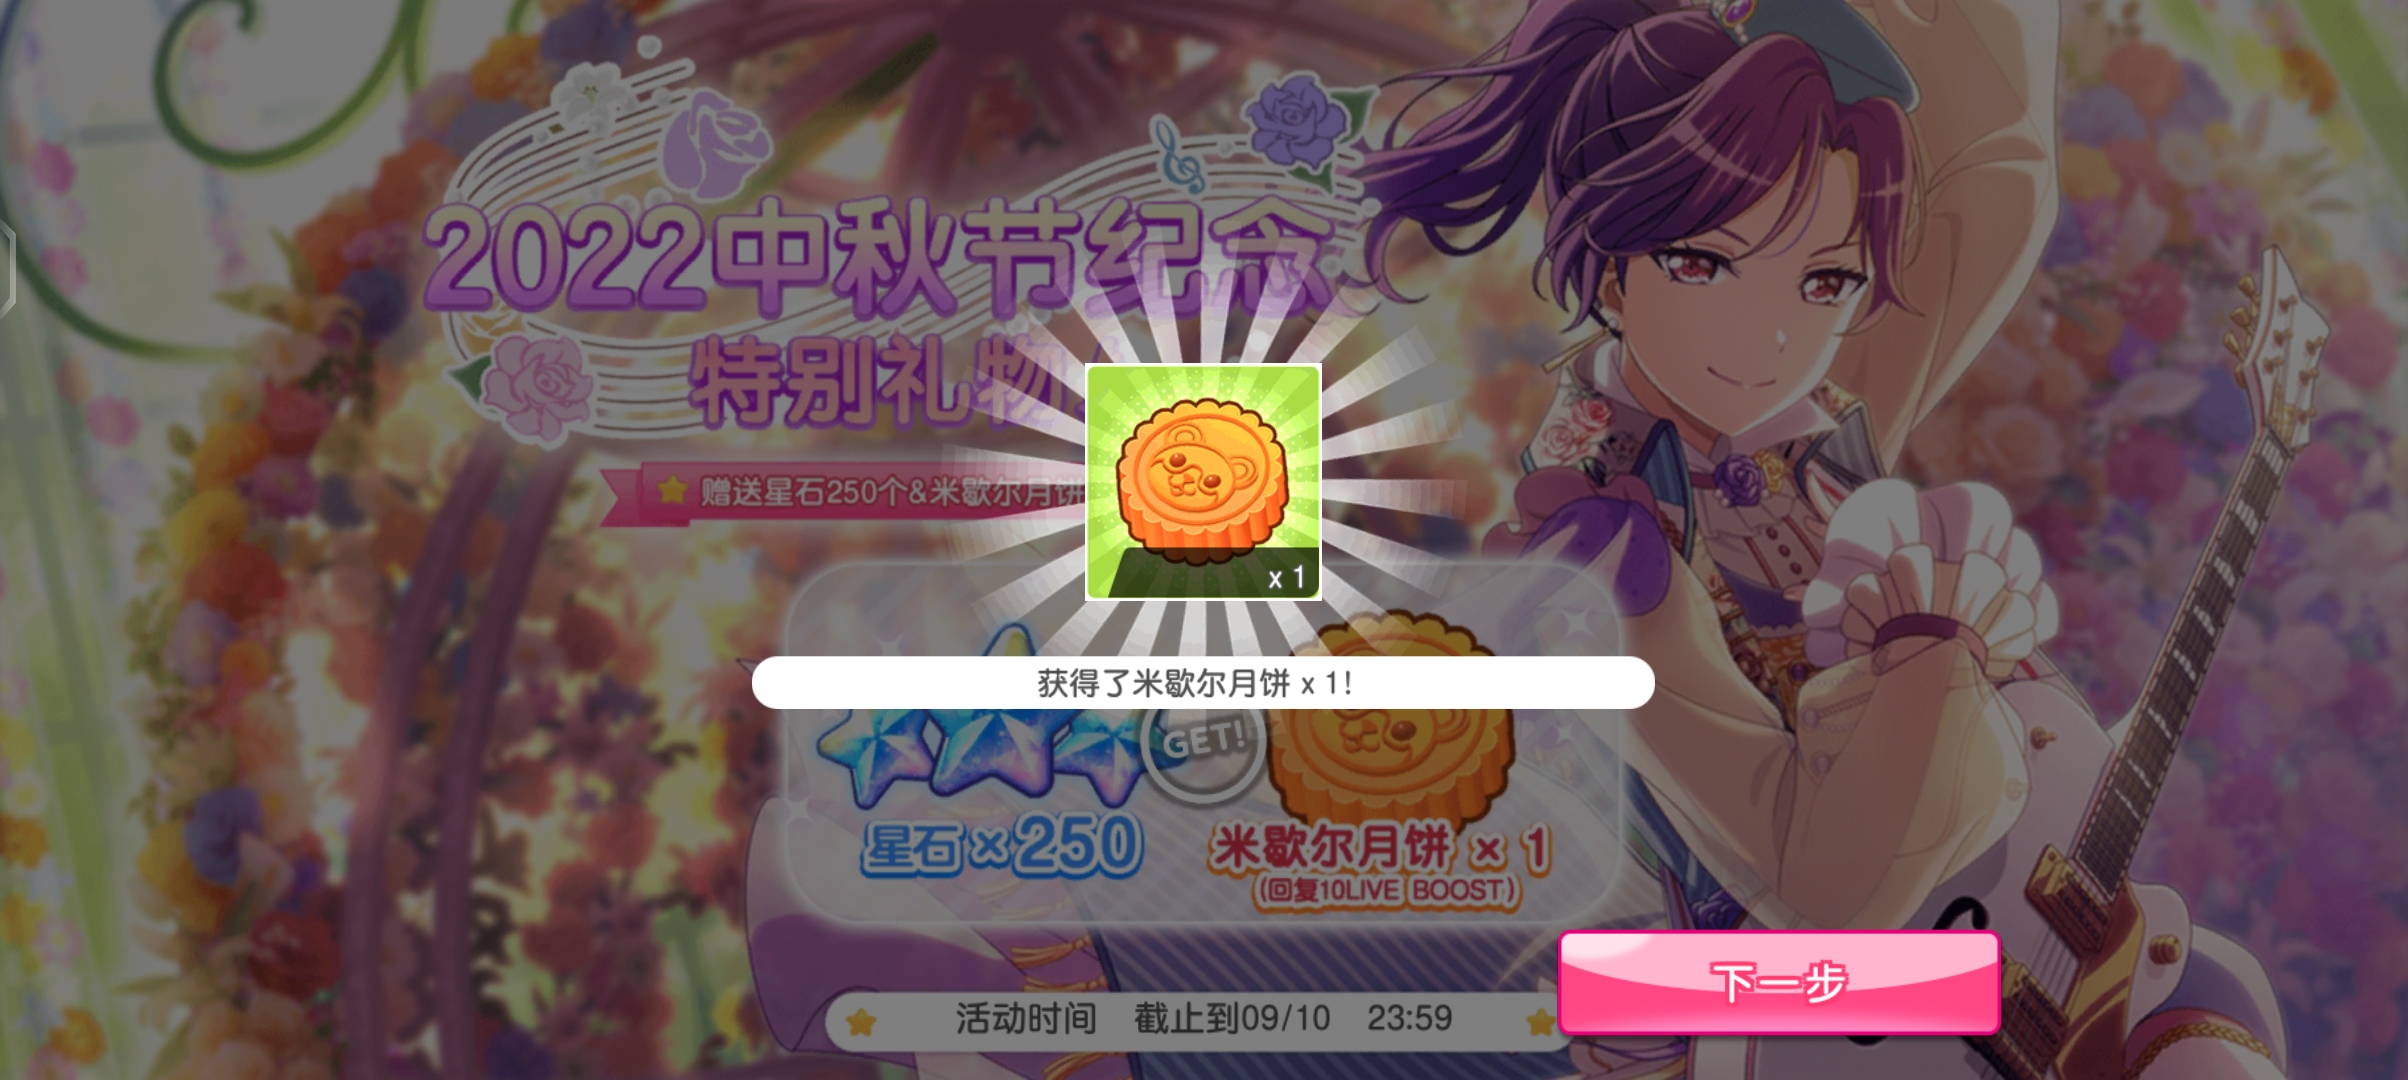 2022中秋节纪念
特别礼物
赠送星石250个&米歇尔月饼
x 1
获得了米歇尔月饼 x 1!
GET!
星石×250
米歇尔月饼 × 1
(回复10LIVE BOOST)
下一步
活动时间 截止到09/10 23:59